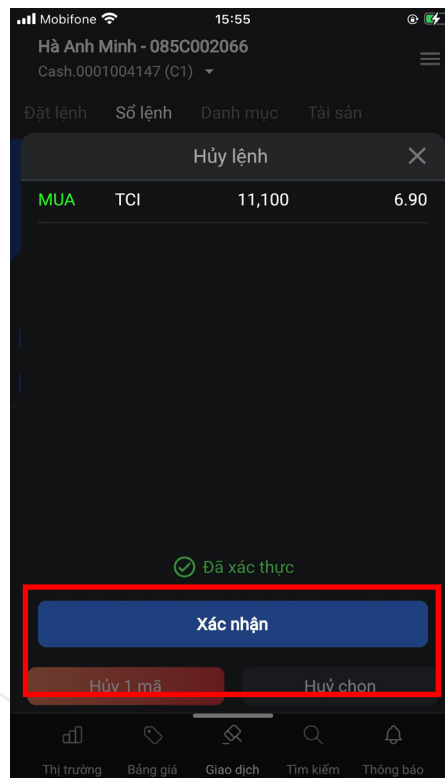 Mobifone 15:55
Hà Anh Minh - 085C002066
Cash.0001004147 (C1)
Đặt lệnh Sổ lệnh Danh mục Tài sản
Hủy lệnh
MUA TCI 11,100 6.90
Đã xác thực
Xác nhận
Hủy 1 mã Huỷ chọn
Thị trường Bảng giá Giao dịch Tìm kiếm Thông báo